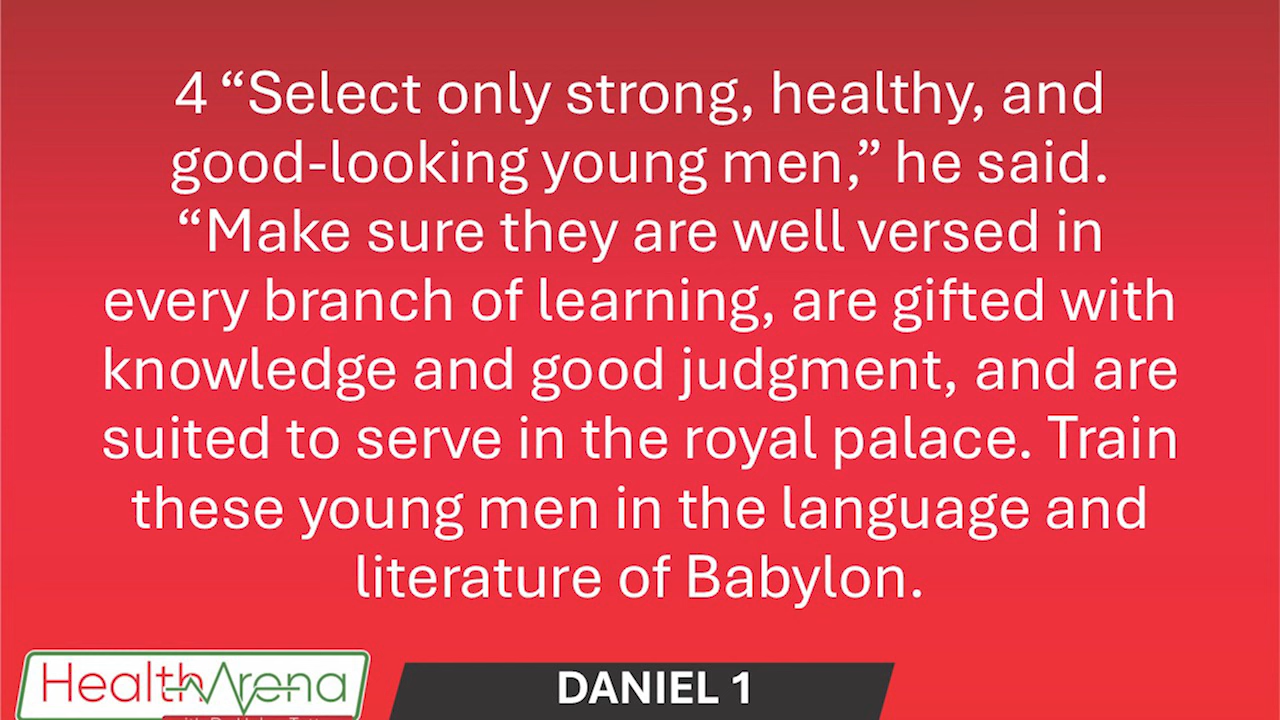 4 “Select only strong, healthy, and
good-looking young men,” he said.
“Make sure they are well versed in
every branch of learning, are gifted with
knowledge and good judgment, and are
suited to serve in the royal palace. Train
these young men in the language and
literature of Babylon.
HealthArena
DANIEL 1